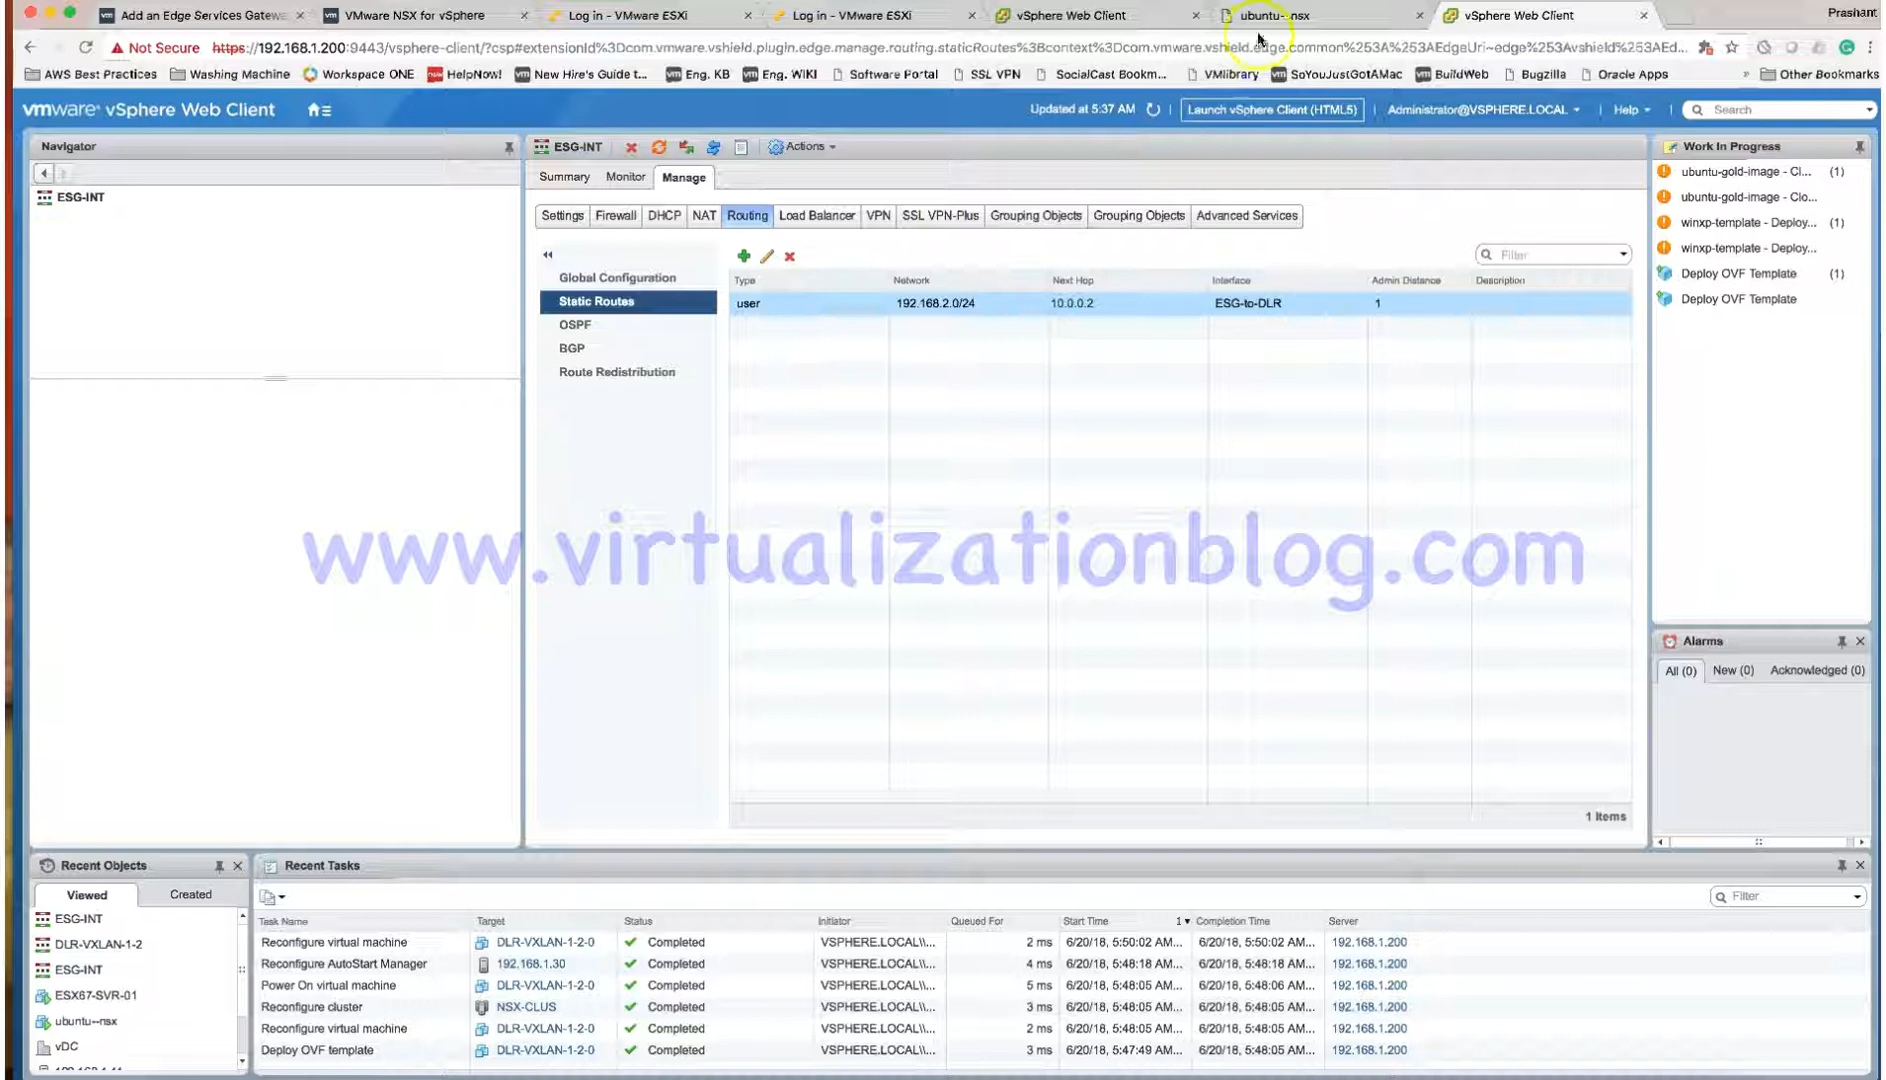 Add an Edge Services Gatewa
VMware NSX for vSphere
Log in - VMware ESXi
Log in - VMware ESXi
vSphere Web Client
ubuntu--nsx
vSphere Web Client
Prashant
Not Secure https://192.168.1.200:9443/vsphere-client/?csp#extensionId%3Dcom.vmware.vshield.plugin.edge.manage.routing.staticRoutes%3Bcontext%3Dcom.vmware.vshield.edge.common%253A%253AEdgeUri~edge%253Avshield%253AEd...
AWS Best Practices
Washing Machine
Workspace ONE
HelpNow!
New Hire's Guide t...
Eng. KB
Eng. WIKI
Software Portal
SSL VPN
SocialCast Bookm...
VMlibrary
SoYouJustGotAMac
BuildWeb
Bugzilla
Oracle Apps
»
Other Bookmarks
vmware® vSphere Web Client
Updated at 5:37 AM
Launch vSphere Client (HTML5)
Administrator@VSPHERE.LOCAL
Help
Search
Navigator
ESG-INT
ESG-INT
Actions
Summary Monitor Manage
Settings Firewall DHCP NAT Routing Load Balancer VPN SSL VPN-Plus Grouping Objects Grouping Objects Advanced Services
Global Configuration
Static Routes
OSPF
BGP
Route Redistribution
Filter
Type Network Next Hop Interface Admin Distance Description
user 192.168.2.0/24 10.0.0.2 ESG-to-DLR 1
1 Items
www.virtualizationblog.com
Work In Progress
ubuntu-gold-image - Cl... (1)
ubuntu-gold-image - Clo...
winxp-template - Deploy... (1)
winxp-template - Deploy...
Deploy OVF Template (1)
Deploy OVF Template
Alarms
All (0) New (0) Acknowledged (0)
Recent Objects
Viewed Created
ESG-INT
DLR-VXLAN-1-2
ESG-INT
ESX67-SVR-01
ubuntu--nsx
vDC
Recent Tasks
Filter
Task Name Target Status Initiator Queued For Start Time 1 Completion Time Server
Reconfigure virtual machine DLR-VXLAN-1-2-0 Completed VSPHERE.LOCAL\\... 2 ms 6/20/18, 5:50:02 AM... 6/20/18, 5:50:02 AM... 192.168.1.200
Reconfigure AutoStart Manager 192.168.1.30 Completed VSPHERE.LOCAL\\... 4 ms 6/20/18, 5:48:18 AM... 6/20/18, 5:48:18 AM... 192.168.1.200
Power On virtual machine DLR-VXLAN-1-2-0 Completed VSPHERE.LOCAL\\... 5 ms 6/20/18, 5:48:05 AM... 6/20/18, 5:48:06 AM... 192.168.1.200
Reconfigure cluster NSX-CLUS Completed VSPHERE.LOCAL\\... 3 ms 6/20/18, 5:48:05 AM... 6/20/18, 5:48:05 AM... 192.168.1.200
Reconfigure virtual machine DLR-VXLAN-1-2-0 Completed VSPHERE.LOCAL\\... 2 ms 6/20/18, 5:48:05 AM... 6/20/18, 5:48:05 AM... 192.168.1.200
Deploy OVF template DLR-VXLAN-1-2-0 Completed VSPHERE.LOCAL\\... 3 ms 6/20/18, 5:47:49 AM... 6/20/18, 5:48:05 AM... 192.168.1.200